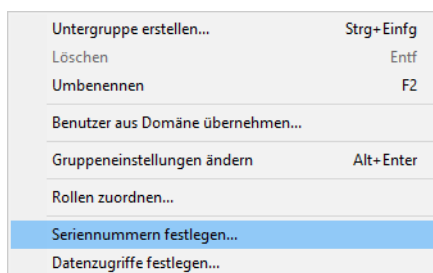 Untergruppe erstellen... Strg+Einfg
Löschen Entf
Umbenennen F2
Benutzer aus Domäne übernehmen...
Gruppeneinstellungen ändern Alt+Enter
Rollen zuordnen...
Seriennummern festlegen...
Datenzugriffe festlegen...